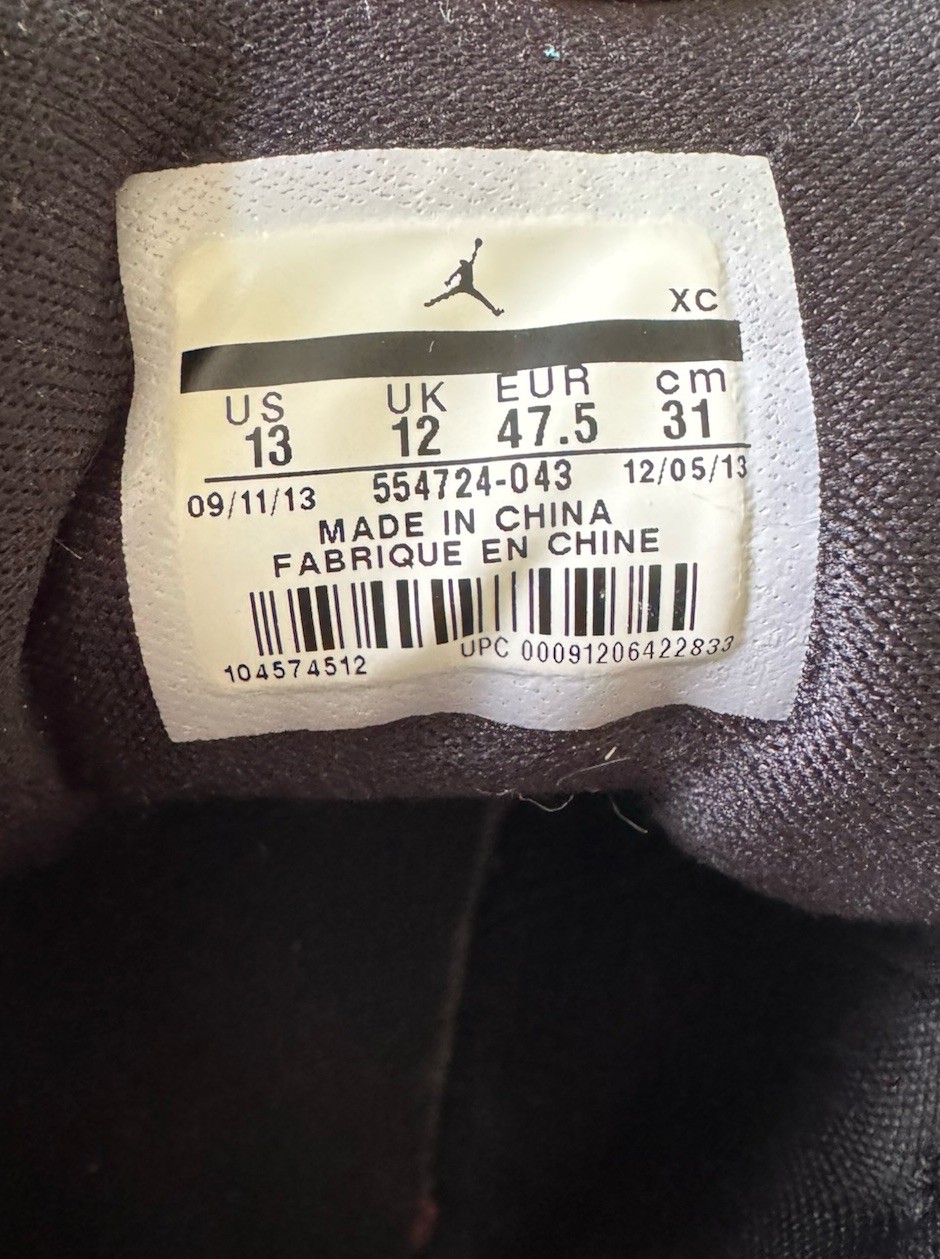 XC
US UK EUR cm
13 12 47.5 31
09/11/13 554724-043 12/05/13
MADE IN CHINA
FABRIQUE EN CHINE
104574512 UPC 00091206422833